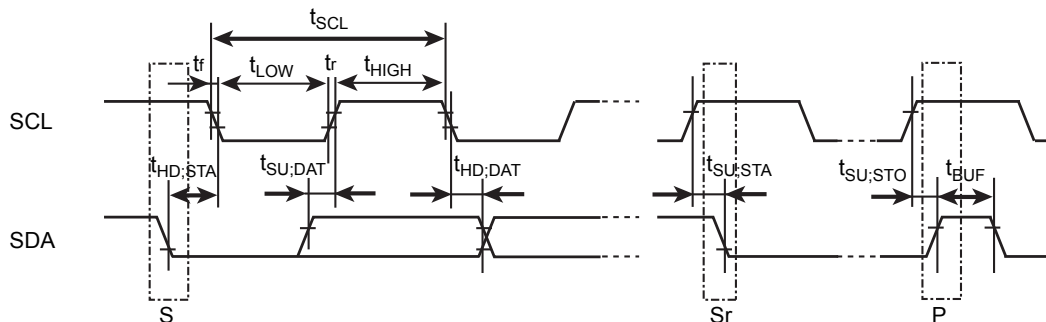 tSCL
tf tLOW tr tHIGH
SCL
tHD;STA tSU;DAT tHD;DAT tSU;STA tSU;STO tBUF
SDA
S Sr P